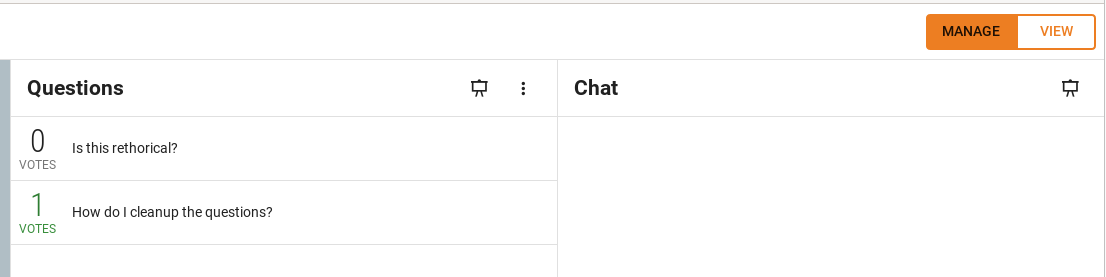 MANAGE VIEW
Questions
Chat
0
VOTES
Is this rethorical?
1
VOTES
How do I cleanup the questions?